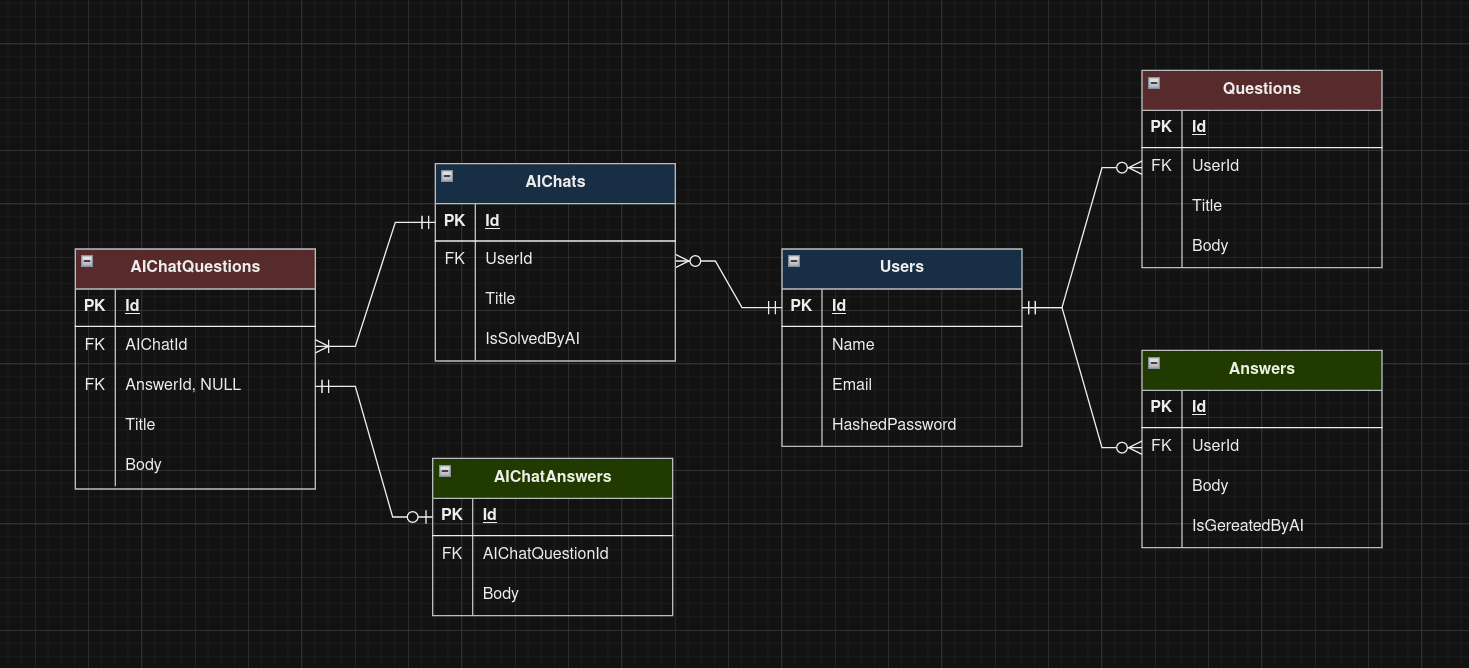 AIChatQuestions
PK Id
FK AIChatId
FK AnswerId, NULL
Title
Body
AIChats
PK Id
FK UserId
Title
IsSolvedByAI
AIChatAnswers
PK Id
FK AIChatQuestionId
Body
Users
PK Id
Name
Email
HashedPassword
Questions
PK Id
FK UserId
Title
Body
Answers
PK Id
FK UserId
Body
IsGereatedByAI